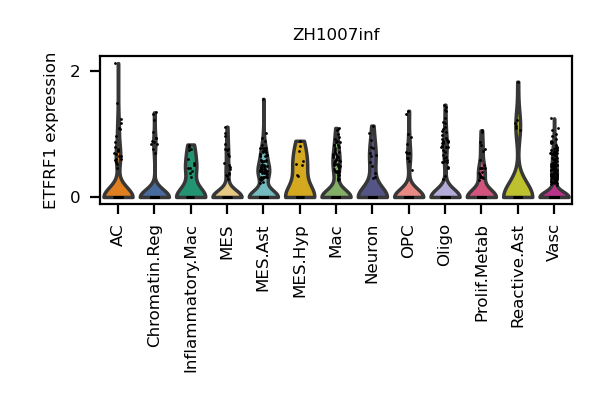 ZH1007inf
ETFRF1 expression
2
0
AC
Chromatin.Reg
Inflammatory.Mac
MES
MES.Ast
MES.Hyp
Mac
Neuron
OPC
Oligo
Prolif.Metab
Reactive.Ast
Vasc